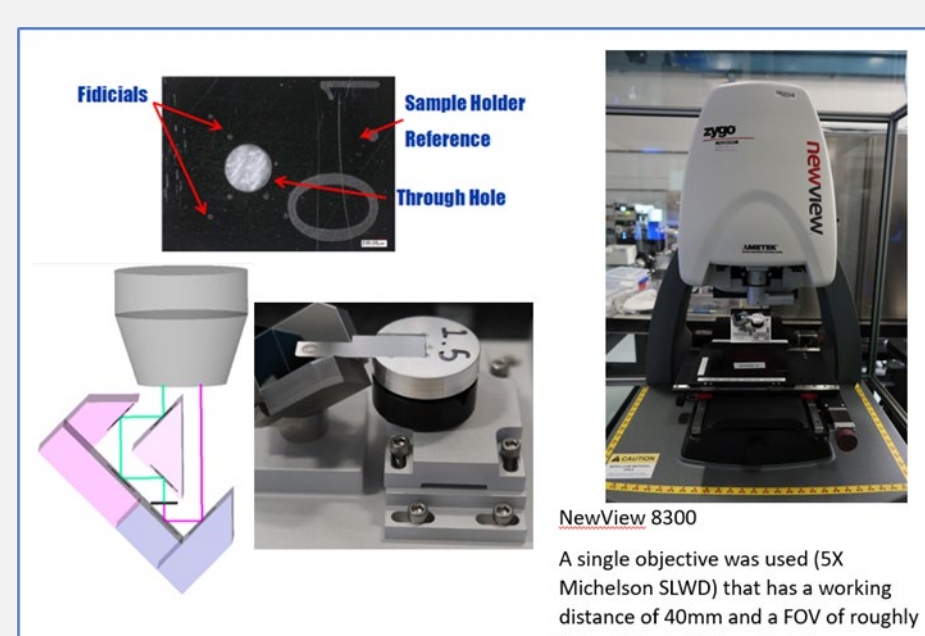 Fidicials
Sample Holder
Reference
Through Hole
1.5
zygo
newview
AMETEK
CAUTION
NewView 8300
A single objective was used (5X
Michelson SLWD) that has a working
distance of 40mm and a FOV of roughly